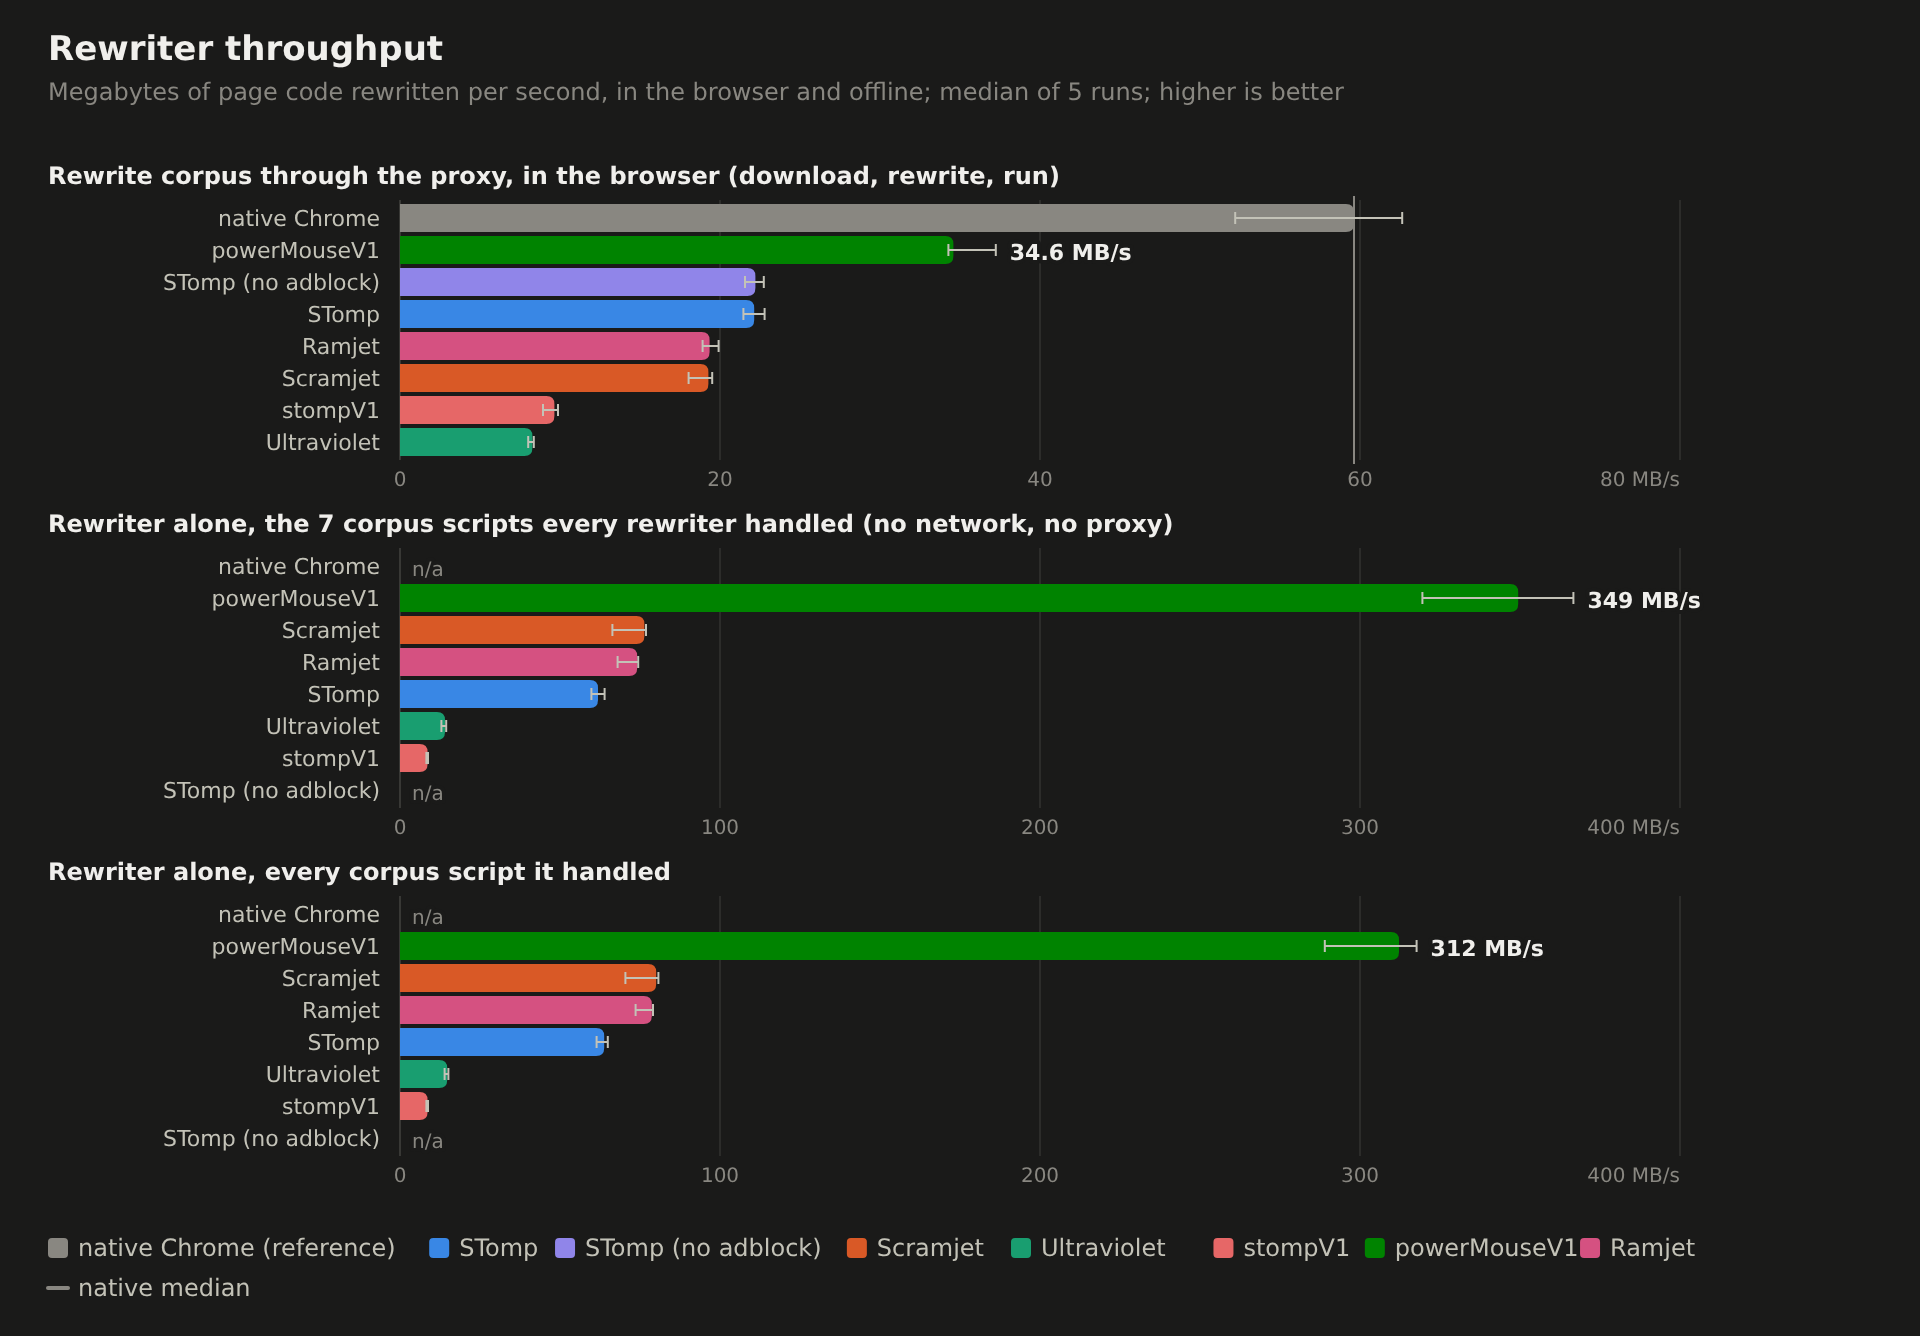 Rewriter throughput
Megabytes of page code rewritten per second, in the browser and offline; median of 5 runs; higher is better
Rewrite corpus through the proxy, in the browser (download, rewrite, run)
native Chrome
powerMouseV1 34.6 MB/s
STomp (no adblock)
STomp
Ramjet
Scramjet
stompV1
Ultraviolet
0 20 40 60 80 MB/s
Rewriter alone, the 7 corpus scripts every rewriter handled (no network, no proxy)
native Chrome n/a
powerMouseV1 349 MB/s
Scramjet
Ramjet
STomp
Ultraviolet
stompV1
STomp (no adblock) n/a
0 100 200 300 400 MB/s
Rewriter alone, every corpus script it handled
native Chrome n/a
powerMouseV1 312 MB/s
Scramjet
Ramjet
STomp
Ultraviolet
stompV1
STomp (no adblock) n/a
0 100 200 300 400 MB/s
native Chrome (reference) STomp STomp (no adblock) Scramjet Ultraviolet stompV1 powerMouseV1 Ramjet
native median